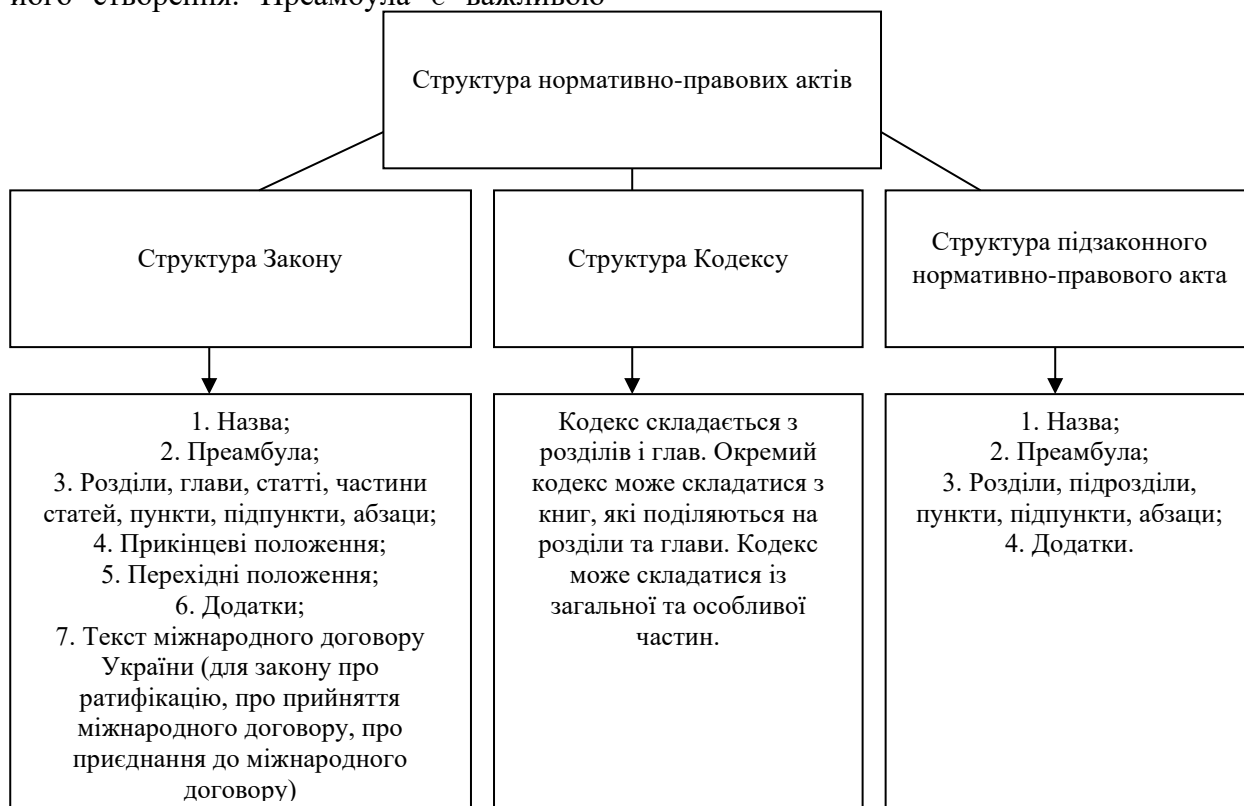 його створення. Преамбула є важливою
Структура нормативно-правових актів
Структура Закону
Структура Кодексу
Структура підзаконного
нормативно-правового акта
1. Назва;
2. Преамбула;
3. Розділи, глави, статті, частини
статей, пункти, підпункти, абзаци;
4. Прикінцеві положення;
5. Перехідні положення;
6. Додатки;
7. Текст міжнародного договору
України (для закону про
ратифікацію, про прийняття
міжнародного договору, про
приєднання до міжнародного
договору)
Кодекс складається з
розділів і глав. Окремий
кодекс може складатися з
книг, які поділяються на
розділи та глави. Кодекс
може складатися із
загальної та особливої
частин.
1. Назва;
2. Преамбула;
3. Розділи, підрозділи,
пункти, підпункти, абзаци;
4. Додатки.